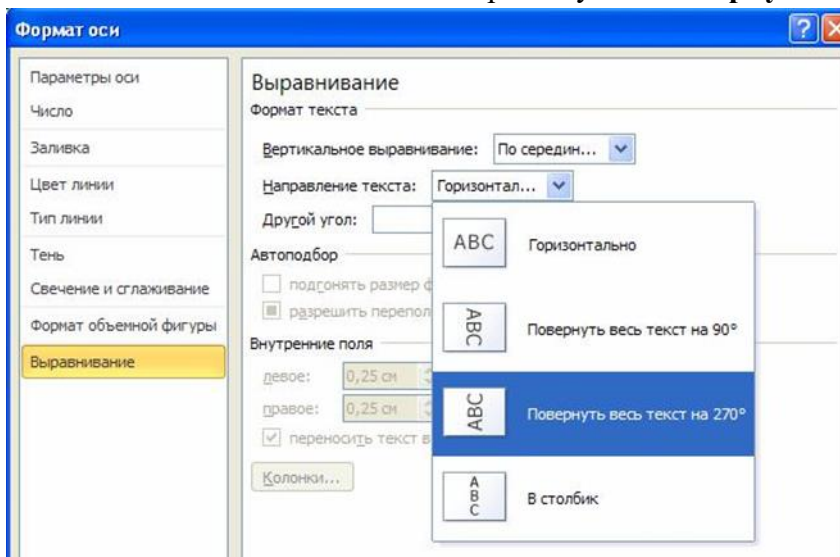 Формат оси
Параметры оси
Число
Заливка
Цвет линии
Тип линии
Тень
Свечение и сглаживание
Формат объемной фигуры
Выравнивание
Выравнивание
Формат текста
Вертикальное выравнивание: По середин...
Направление текста: Горизонтал...
Другой угол:
ABC Горизонтально
ABC Повернуть весь текст на 90°
ABC Повернуть весь текст на 270°
A
B
C
В столбик
Автоподбор
подгонять размер
разрешить перепол
Внутренние поля
левое: 0,25 см
правое: 0,25 см
переносить текст в
Колонки...